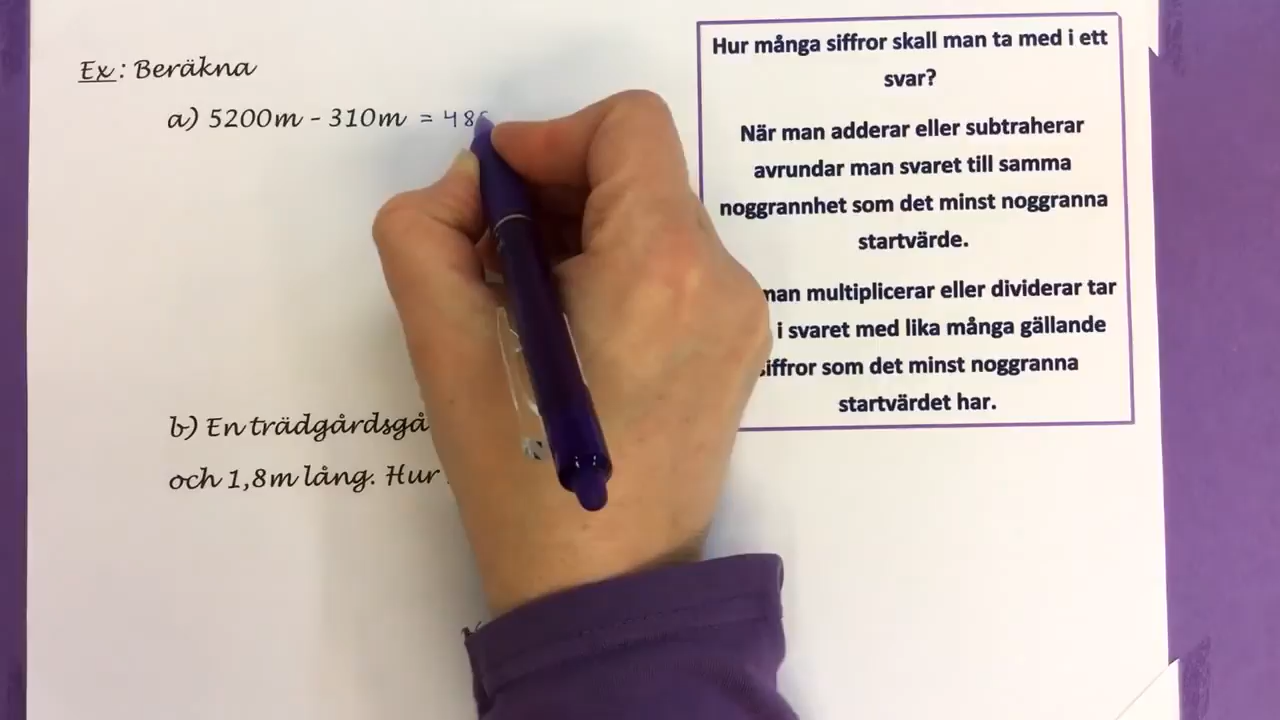 Ex: Beräkna
a) 5200m - 310m = 48
b) En trädgårdsgå
och 1,8m lång. Hur
Hur många siffror skall man ta med i ett
svar?
När man adderar eller subtraherar
avrundar man svaret till samma
noggrannhet som det minst noggranna
startvärde.
man multiplicerar eller dividerar tar
i svaret med lika många gällande
siffror som det minst noggranna
startvärdet har.